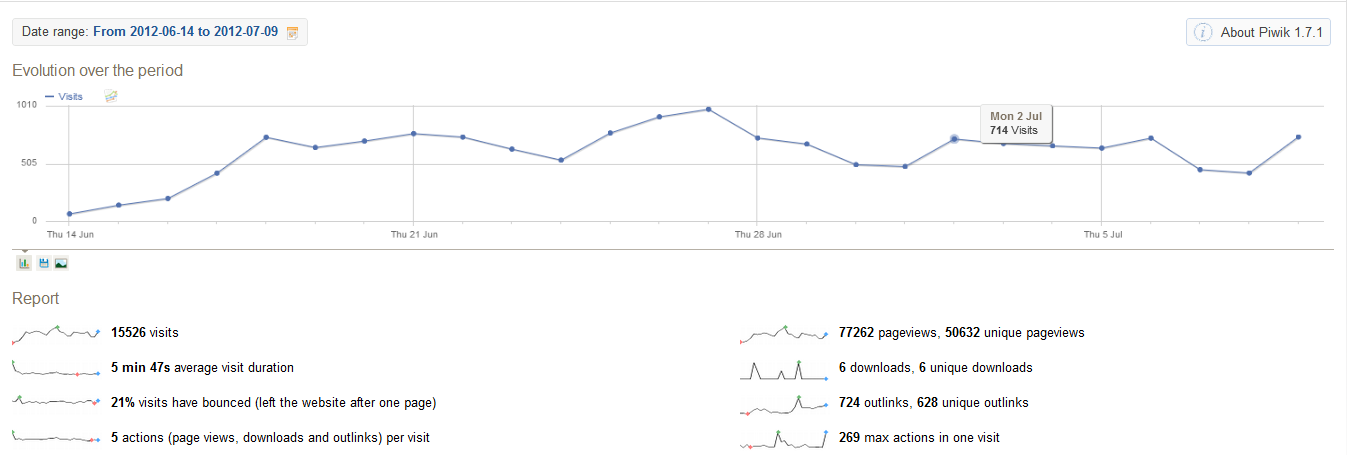 Date range: From 2012-06-14 to 2012-07-09
About Piwik 1.7.1
Evolution over the period
Visits
1010
505
0
Mon 2 Jul
714 Visits
Thu 14 Jun
Thu 21 Jun
Thu 28 Jun
Thu 5 Jul
Report
15526 visits
77262 pageviews, 50632 unique pageviews
5 min 47s average visit duration
6 downloads, 6 unique downloads
21% visits have bounced (left the website after one page)
724 outlinks, 628 unique outlinks
5 actions (page views, downloads and outlinks) per visit
269 max actions in one visit